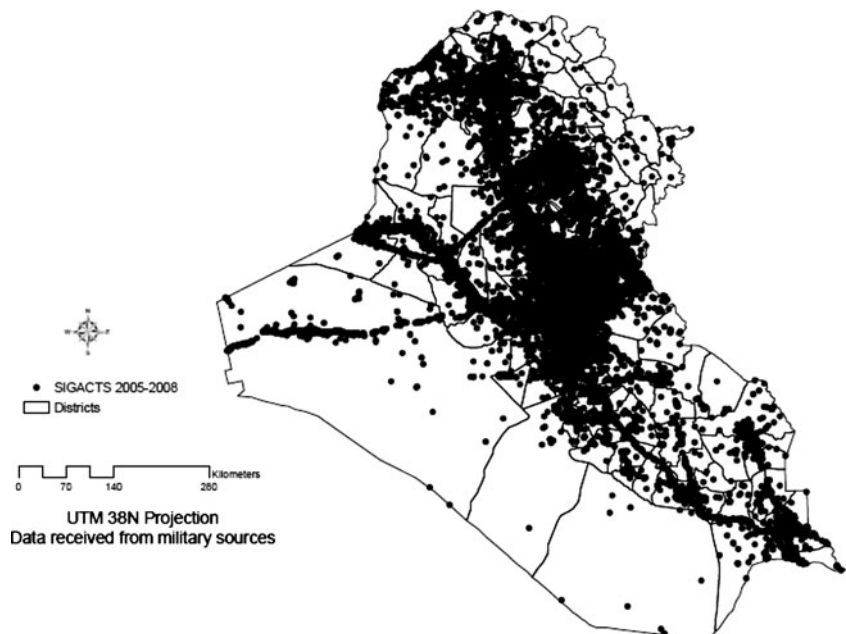 N
W E
S
SIGACTS 2005-2008
Districts
Kilometers
0 70 140 280
UTM 38N Projection
Data received from military sources